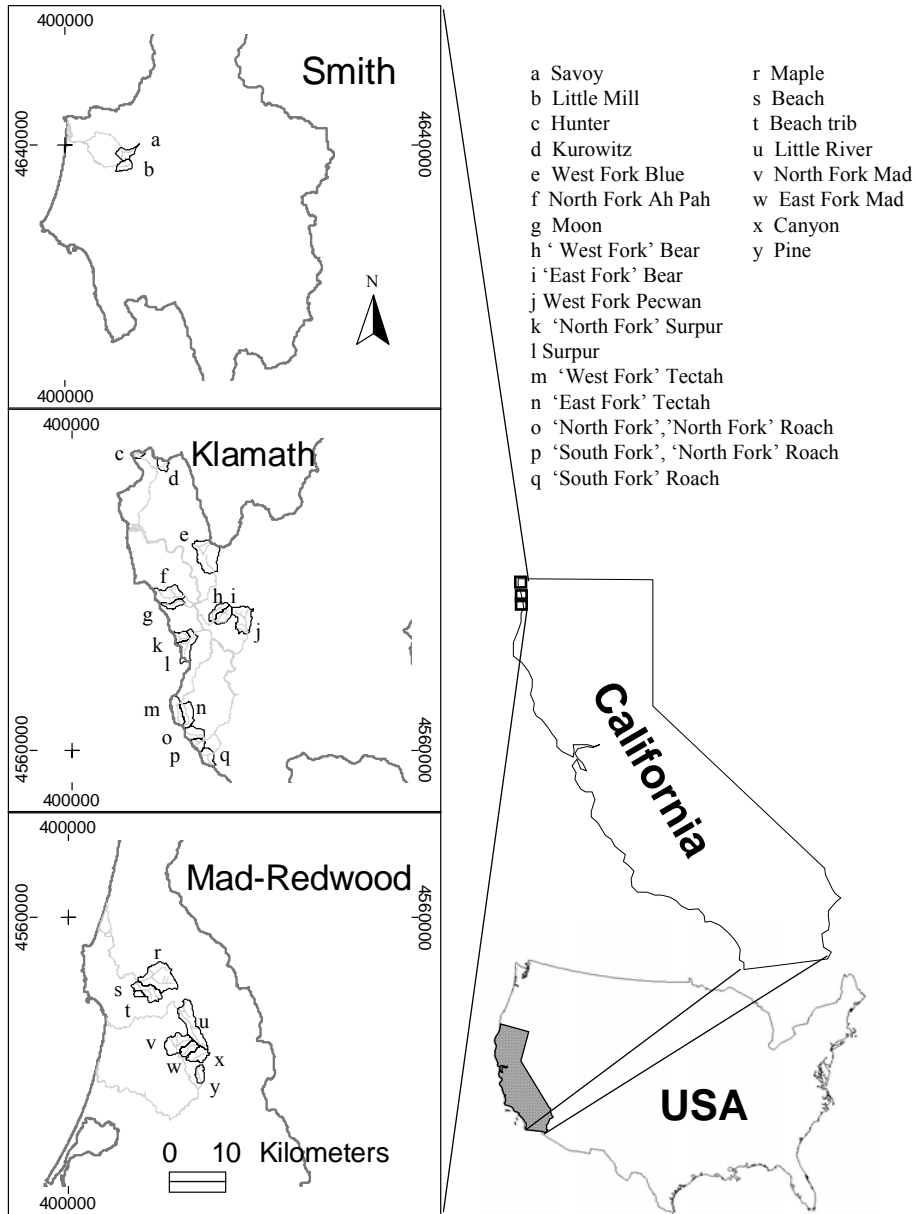 400000
Smith
4640000
a
b
4640000
N
400000
400000
Klamath
c
d
e
f
g
h i
j
k
l
m
n
o
p
q
4560000
4560000
400000
400000
Mad-Redwood
4560000
4560000
r
s
t
u
v
w
x
y
0 10 Kilometers
400000
a Savoy
b Little Mill
c Hunter
d Kurowitz
e West Fork Blue
f North Fork Ah Pah
g Moon
h ‘ West Fork’ Bear
i ‘East Fork’ Bear
j West Fork Pecwan
k ‘North Fork’ Surpur
l Surpur
m ‘West Fork’ Tectah
n ‘East Fork’ Tectah
o ‘North Fork’,’North Fork’ Roach
p ‘South Fork’, ‘North Fork’ Roach
q ‘South Fork’ Roach
r Maple
s Beach
t Beach trib
u Little River
v North Fork Mad
w East Fork Mad
x Canyon
y Pine
California
USA